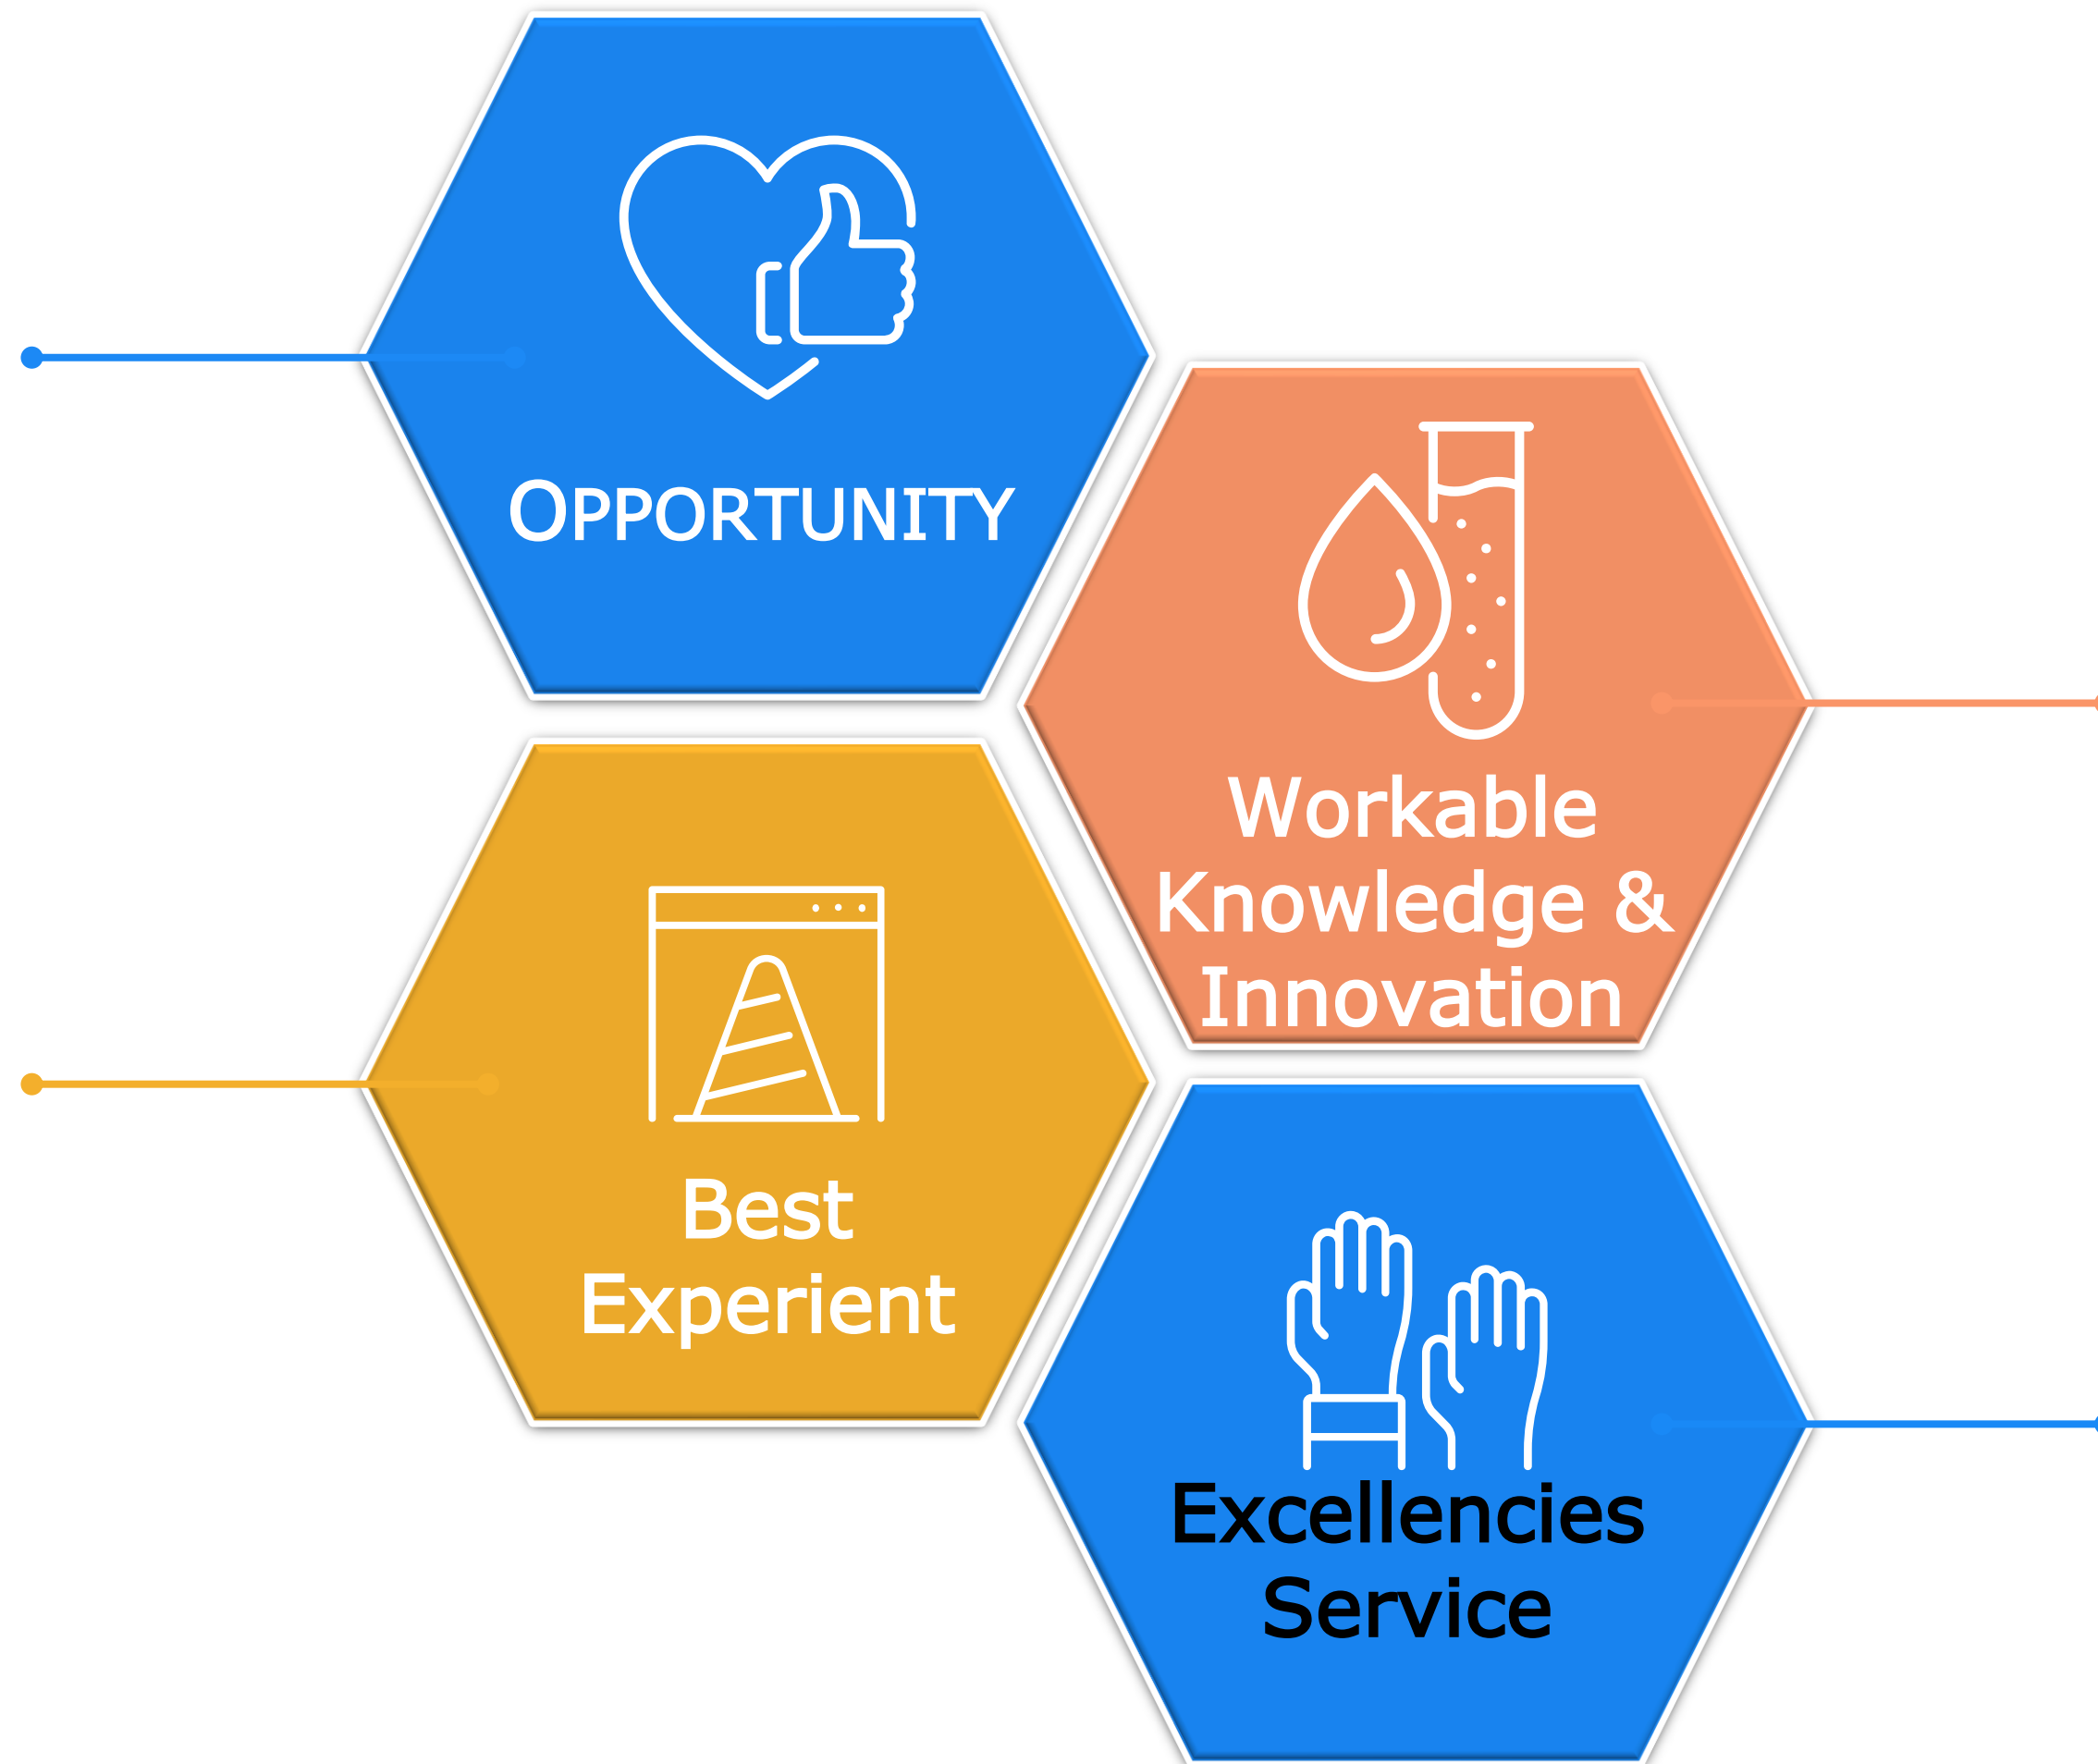 OPPORTUNITY
Workable
Knowledge &
Innovation
Best
Experient
Excellencies
Service